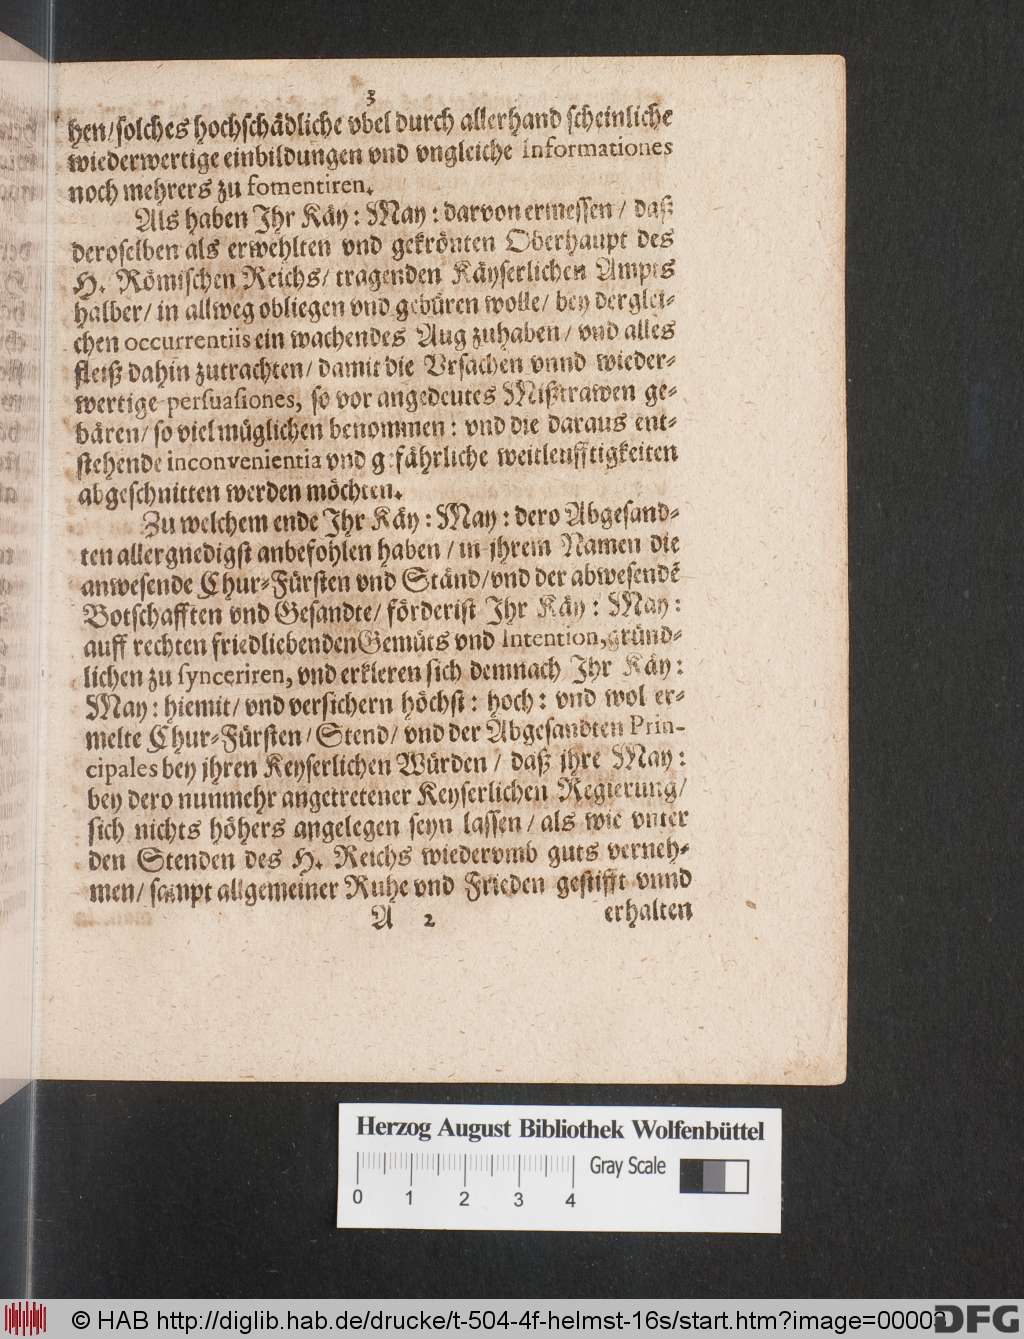 3
hen/solches hochschädliche vbel durch allerhand scheinliche
wiederwertige einbildungen vnd vngleiche Informationes
noch mehrers zu fomentiren.
Als haben Ihr Käy: May: darvon ermessen / daß
deroselben als erwehlten vnd gekrönten Oberhaupt des
H. Römischen Reichs/ tragenden Käyserlichen Ampts
halber/ in allweg obliegen vnd gebüren wolle/ bey derglei-
chen occurrentiis ein wachendes Aug zuhaben/ vnd alles
fleiß dahin zutrachten/ damit die Vrsachen vnnd wieder-
wertige persuasiones, so vor angedeutes Mißtrawen ge-
bären/ so viel müglichen benommen: vnd die daraus ent-
stehende inconvenientia vnd gefährliche weitleufftigkeiten
abgeschnitten werden möchten.
Zu welchem ende Ihr Käy: May: dero Abgesand-
ten allergnedigst anbefohlen haben / in jhrem Namen die
anwesende Chur-Fürsten vnd Ständ/vnd der abwesendē
Botschafften vnd Gesandte/ förderist Ihr Käy: May:
auff rechten friedliebendenGemüts vnd Intention,gründ-
lichen zu synceriren, vnd erkleren sich demnach Ihr Käy:
May: hiemit/ vnd versichern höchst: hoch: vnd wol er-
melte Chur-Fürsten/ Stend/ vnd der Abgesandten Prin-
cipales bey jhren Keyserlichen Würden / daß jhre May:
bey dero nunmehr angetretener Keyserlichen Regierung/
sich nichts höhers angelegen seyn lassen/ als wie vnter
den Stenden des H. Reichs wiedervmb guts verneh-
men/ sampt allgemeiner Ruhe vnd Frieden gestifft vnnd
A 2 erhalten
Herzog August Bibliothek Wolfenbüttel
Gray Scale
0 1 2 3 4
© HAB http://diglib.hab.de/drucke/t-504-4f-helmst-16s/start.htm?image=00003
DFG